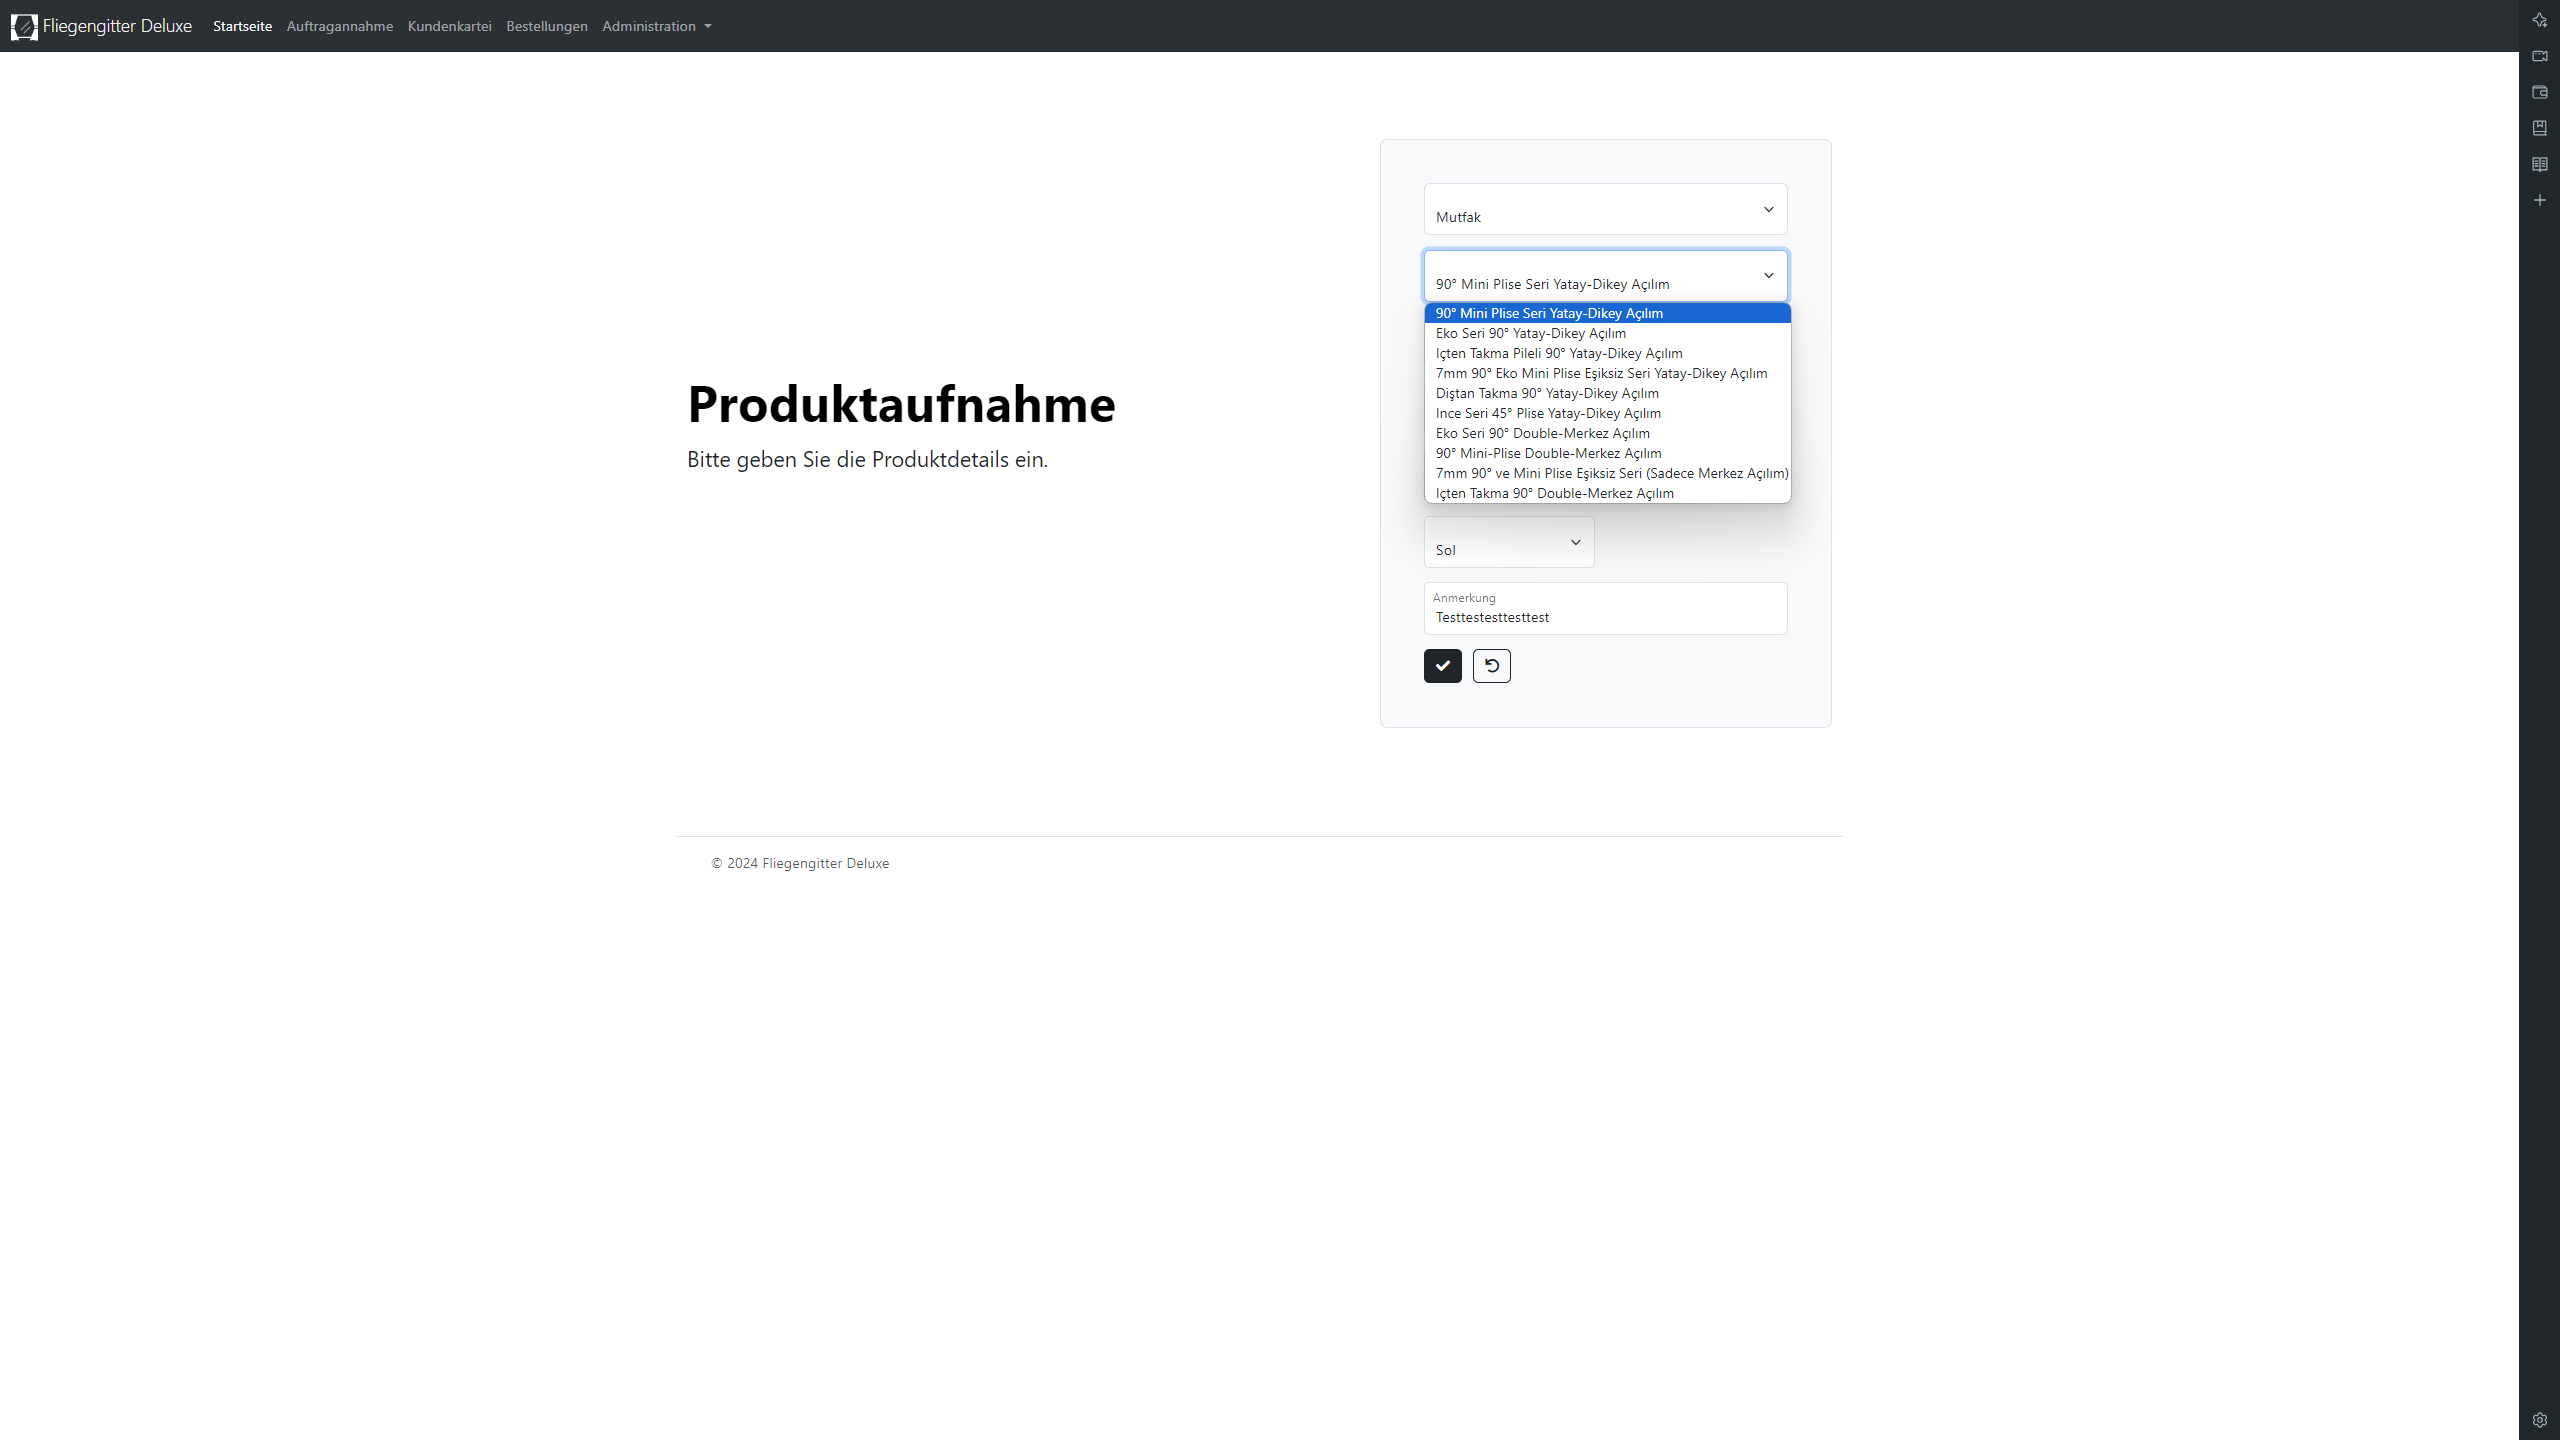 Fliegengitter Deluxe Startseite Auftragannahme Kundenkartei Bestellungen Administration
Produktaufnahme
Bitte geben Sie die Produktdetails ein.
Mutfak
90° Mini Plise Seri Yatay-Dikey Açılım
90° Mini Plise Seri Yatay-Dikey Açılım
Eko Seri 90° Yatay-Dikey Açılım
Içten Takma Pileli 90° Yatay-Dikey Açılım
7mm 90° Eko Mini Plise Eşiksiz Seri Yatay-Dikey Açılım
Diştan Takma 90° Yatay-Dikey Açılım
Ince Seri 45° Plise Yatay-Dikey Açılım
Eko Seri 90° Double-Merkez Açılım
90° Mini-Plise Double-Merkez Açılım
7mm 90° ve Mini Plise Eşiksiz Seri (Sadece Merkez Açılım)
Içten Takma 90° Double-Merkez Açılım
Sol
Anmerkung
Testtestesttesttest
© 2024 Fliegengitter Deluxe